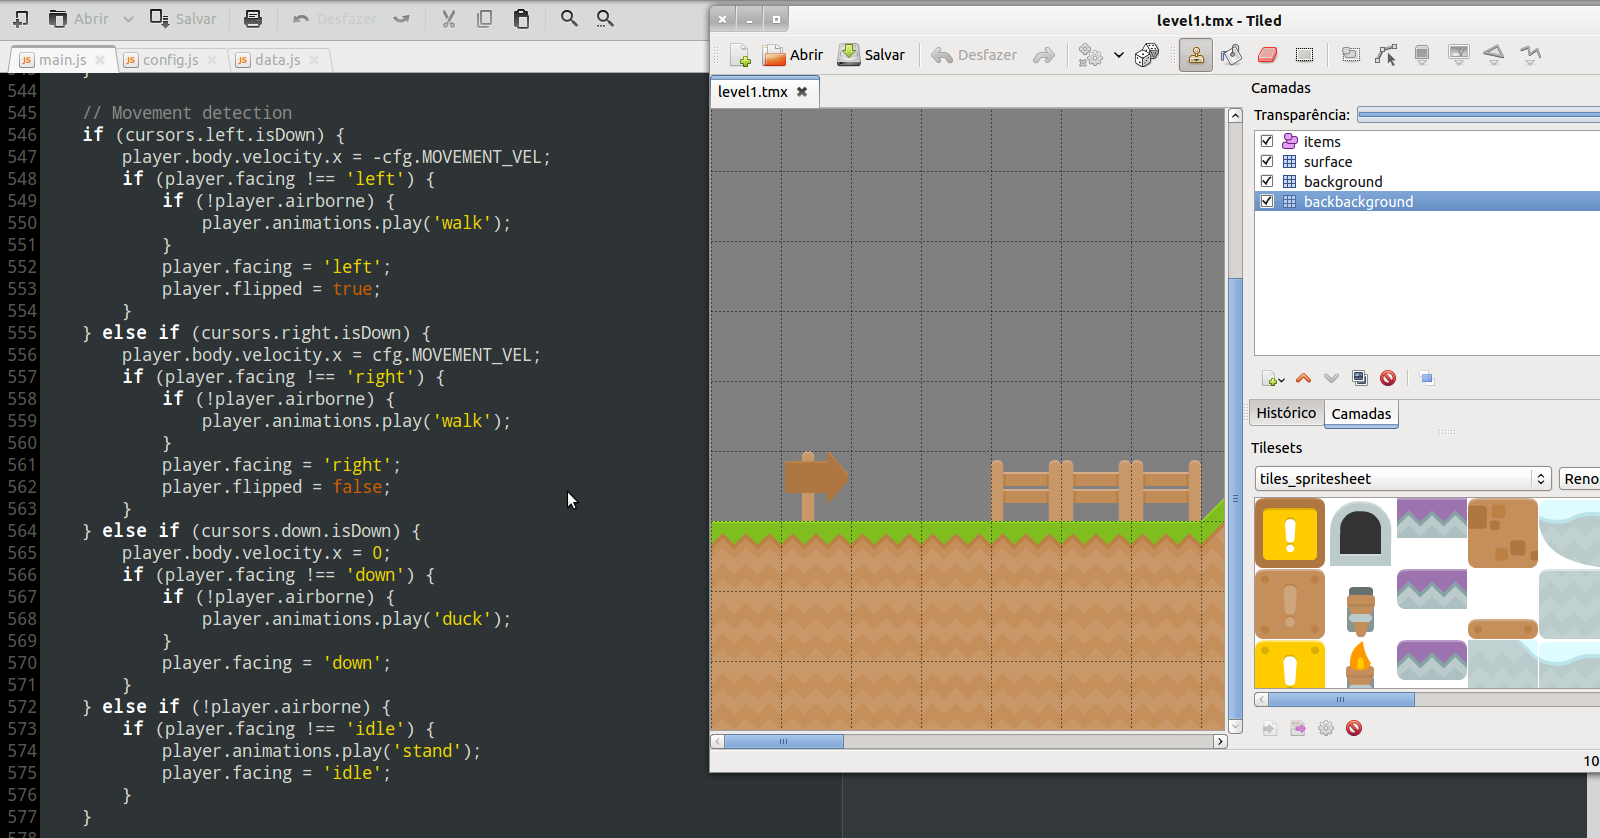 Abrir
Salvar
Desfazer
main.js
config.js
data.js
543
}
544
545     // Movement detection
546     if (cursors.left.isDown) {
547         player.body.velocity.x = -cfg.MOVEMENT_VEL;
548         if (player.facing !== 'left') {
549             if (!player.airborne) {
550                 player.animations.play('walk');
551             }
552             player.facing = 'left';
553             player.flipped = true;
554         }
555     } else if (cursors.right.isDown) {
556         player.body.velocity.x = cfg.MOVEMENT_VEL;
557         if (player.facing !== 'right') {
558             if (!player.airborne) {
559                 player.animations.play('walk');
560             }
561             player.facing = 'right';
562             player.flipped = false;
563         }
564     } else if (cursors.down.isDown) {
565         player.body.velocity.x = 0;
566         if (player.facing !== 'down') {
567             if (!player.airborne) {
568                 player.animations.play('duck');
569             }
570             player.facing = 'down';
571         }
572     } else if (!player.airborne) {
573         if (player.facing !== 'idle') {
574             player.animations.play('stand');
575             player.facing = 'idle';
576         }
577     }
578
level1.tmx - Tiled
Abrir
Salvar
Desfazer
level1.tmx
Camadas
Transparência:
items
surface
background
backbackground
Histórico
Camadas
Tilesets
tiles_spritesheet
Reno
10